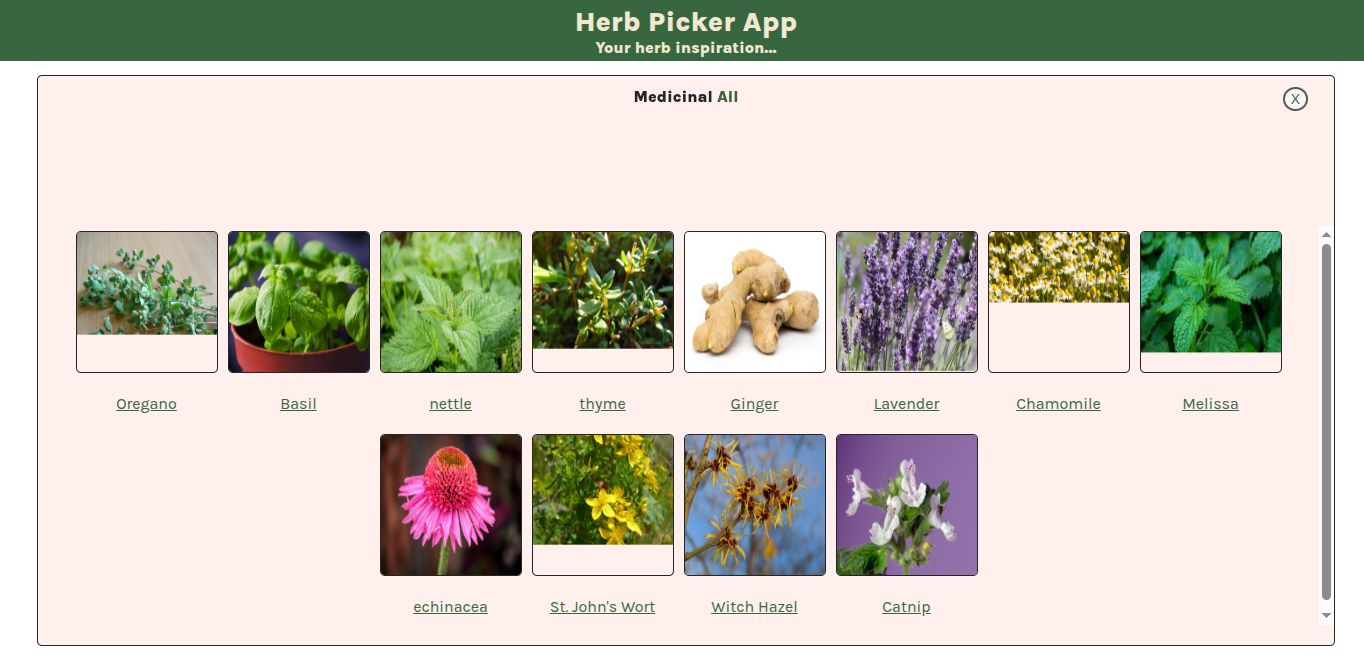 Herb Picker App
Your herb inspiration...
Medicinal All
X
Oregano Basil nettle thyme Ginger Lavender Chamomile Melissa
echinacea St. John's Wort Witch Hazel Catnip